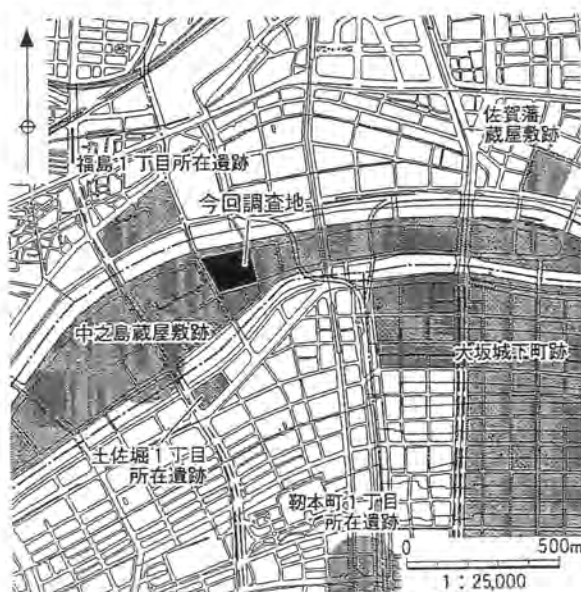 佐賀藩
蔵屋敷跡
福島1丁目所在遺跡
今回調査地
中之島蔵屋敷跡
大坂城下町跡
土佐堀1丁目
所在遺跡
靭本町1丁目
所在遺跡
0 500m
1:25,000